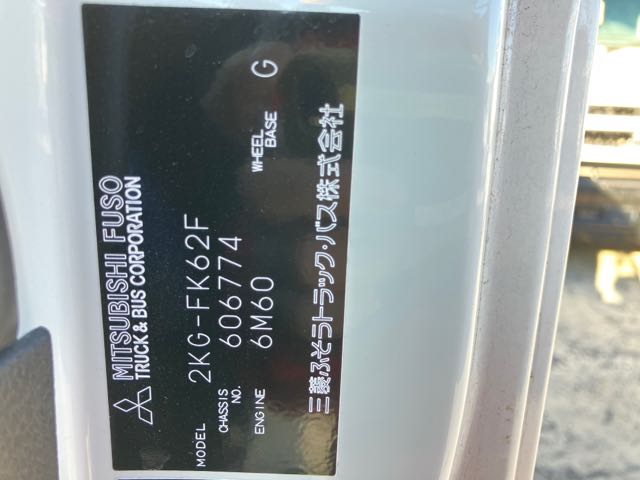 MITSUBISHI FUSO
TRUCK & BUS CORPORATION
MODEL 2KG-FK62F
CHASSIS NO. 606774
ENGINE 6M60 WHEEL BASE G
三菱ふそうトラック・バス株式会社